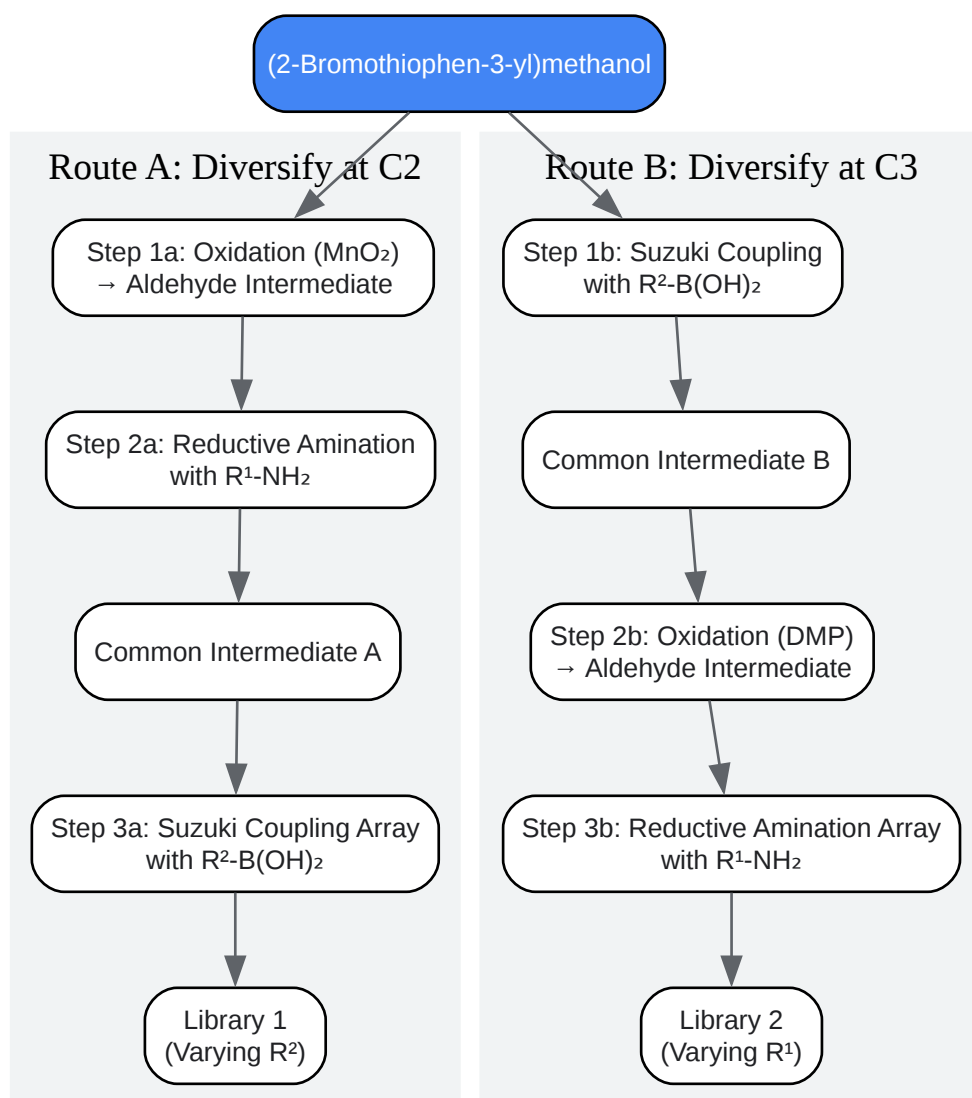 (2-Bromothiophen-3-yl)methanol
Route A: Diversify at C2
Step 1a: Oxidation (MnO₂)
→ Aldehyde Intermediate
Step 2a: Reductive Amination
with R¹-NH₂
Common Intermediate A
Step 3a: Suzuki Coupling Array
with R²-B(OH)₂
Library 1
(Varying R²)
Route B: Diversify at C3
Step 1b: Suzuki Coupling
with R²-B(OH)₂
Common Intermediate B
Step 2b: Oxidation (DMP)
→ Aldehyde Intermediate
Step 3b: Reductive Amination Array
with R¹-NH₂
Library 2
(Varying R¹)